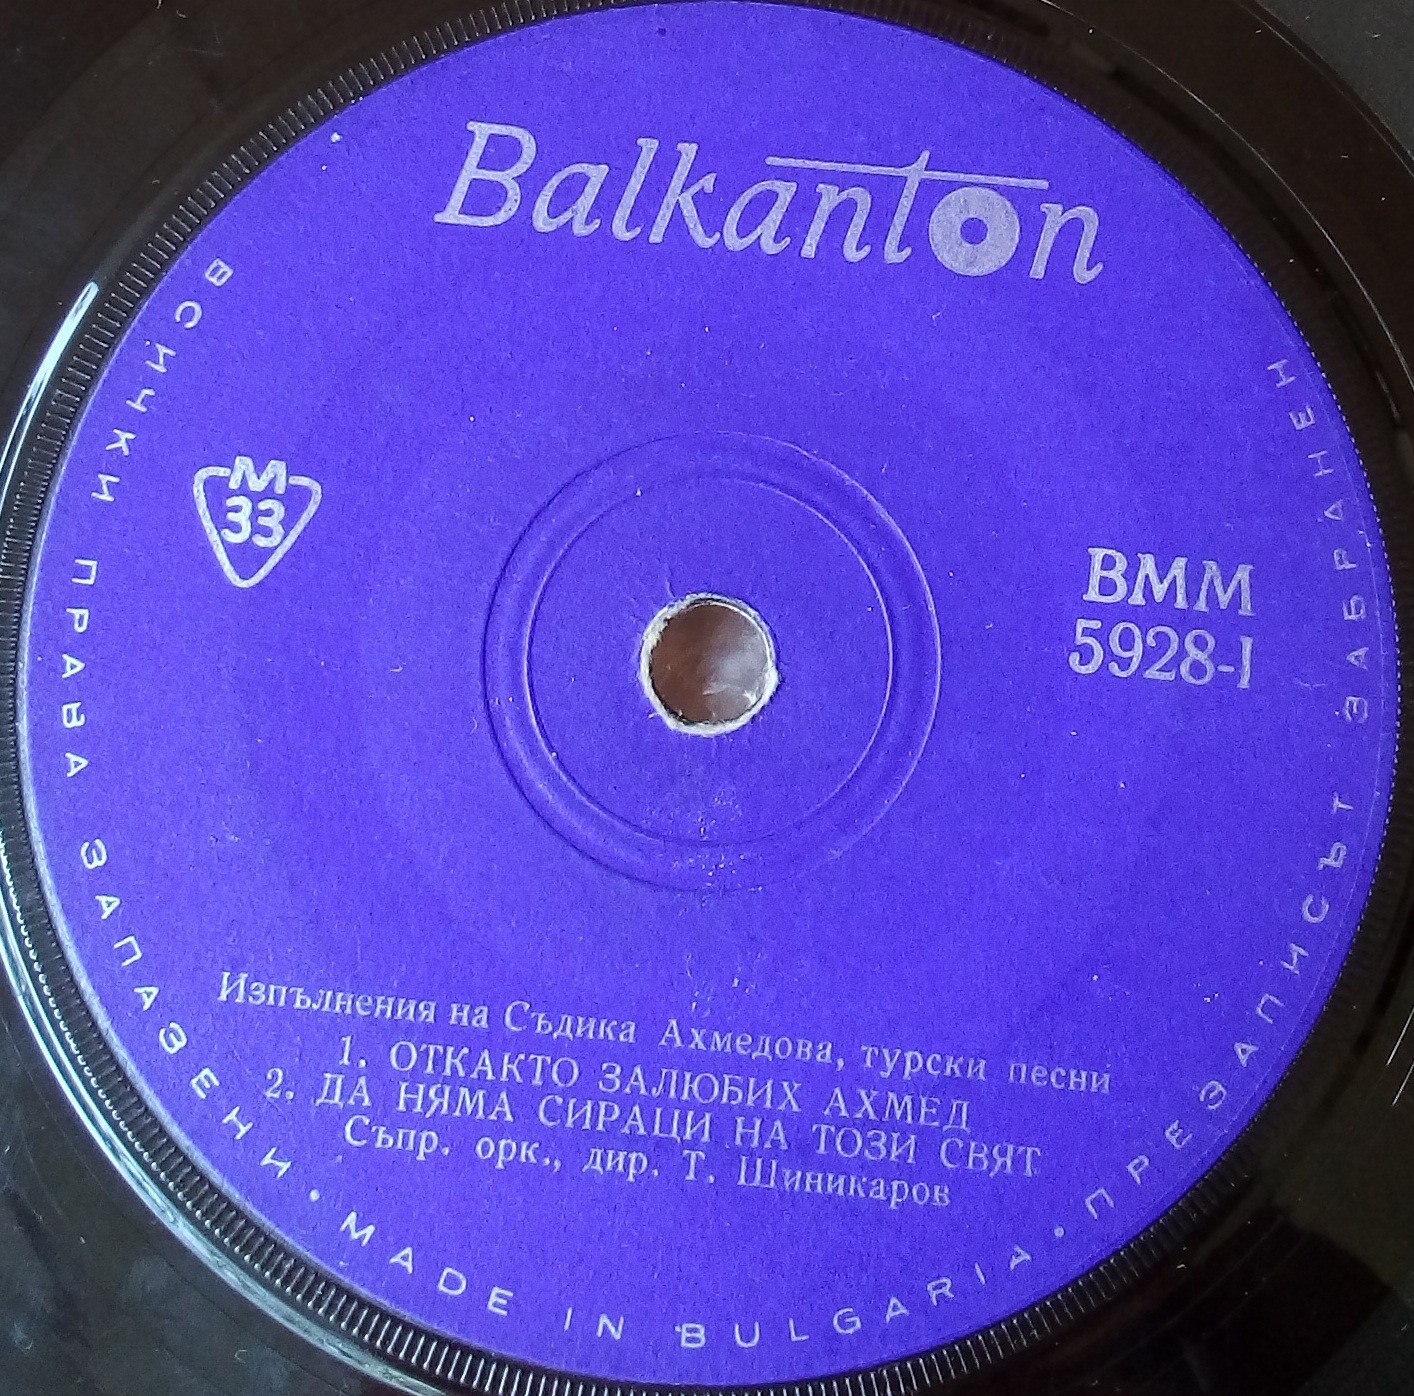 Balkanton
M
33
ВММ
5928-I
Изпълнения на Съдика Ахмедова, турски песни
1. ОТКАКТО ЗАЛЮБИХ АХМЕД
2. ДА НЯМА СИРАЦИ НА ТОЗИ СВЯТ
Съпр. орк., дир. Т. Шиникаров
ВСИЧКИ ПРАВА ЗАПАЗЕНИ • MADE IN BULGARIA • ПРЕЗАПИСЪТ ЗАБРАНЕН